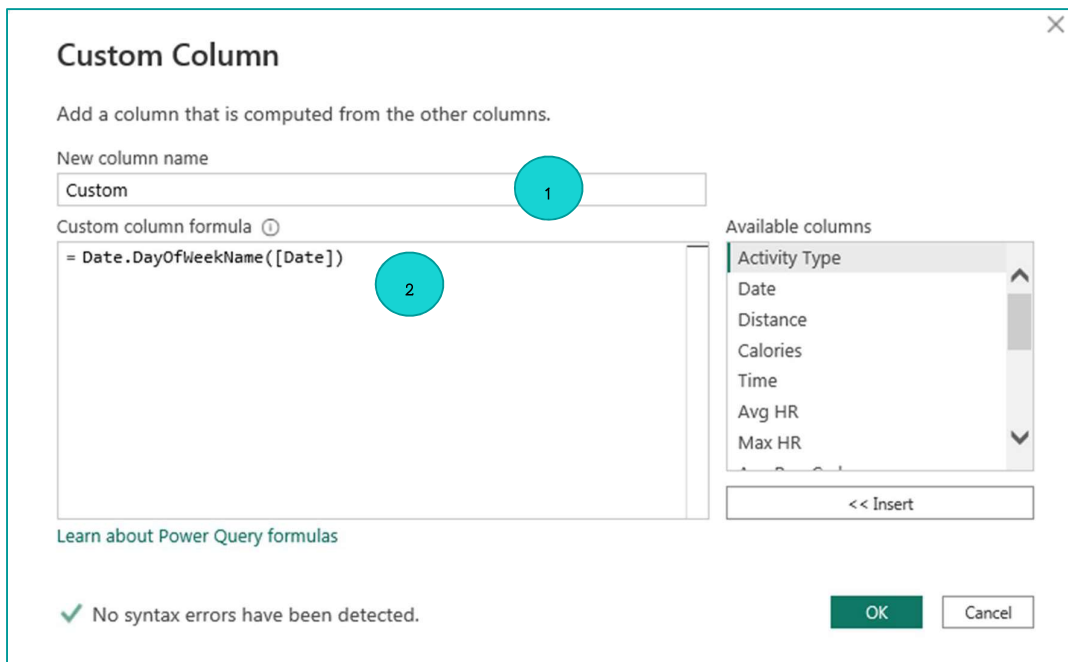 Custom Column
Add a column that is computed from the other columns.
New column name
Custom
1
Custom column formula
= Date.DayOfWeekName([Date])
2
Available columns
Activity Type
Date
Distance
Calories
Time
Avg HR
Max HR
<< Insert
Learn about Power Query formulas
No syntax errors have been detected.
OK
Cancel